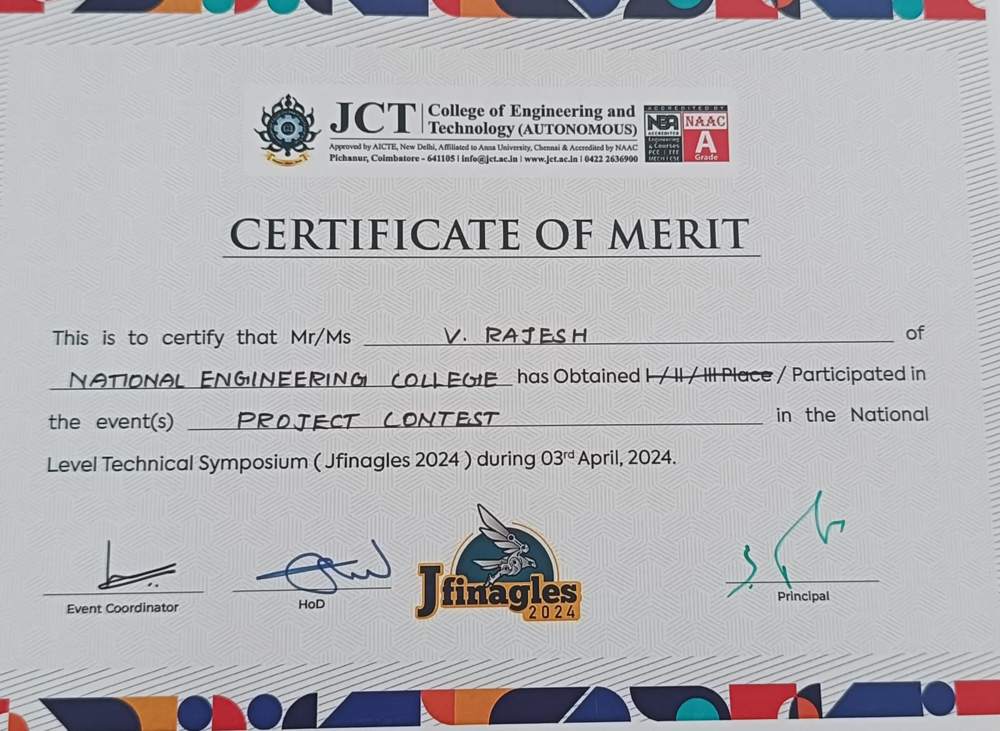 JCT
College of Engineering and
Technology (AUTONOMOUS)
Approved by AICTE, New Delhi, Affiliated to Anna University, Chennai & Accredited by NAAC
Pichanur, Coimbatore - 641105 | info@jct.ac.in | www.jct.ac.in | 0422 2636900
ACCREDITED BY
NBA
ACCREDITED
Engineering
4 Courses
PCE | EEE
MECH | CSE
NAAC
A
Grade
CERTIFICATE OF MERIT
This is to certify that Mr/Ms V. RAJESH of
NATIONAL ENGINEERING COLLEGE has Obtained I / II / III Place / Participated in
the event(s) PROJECT CONTEST in the National
Level Technical Symposium ( Jfinagles 2024 ) during 03rd April, 2024.
Event Coordinator
HoD
Jfinagles
2024
Principal